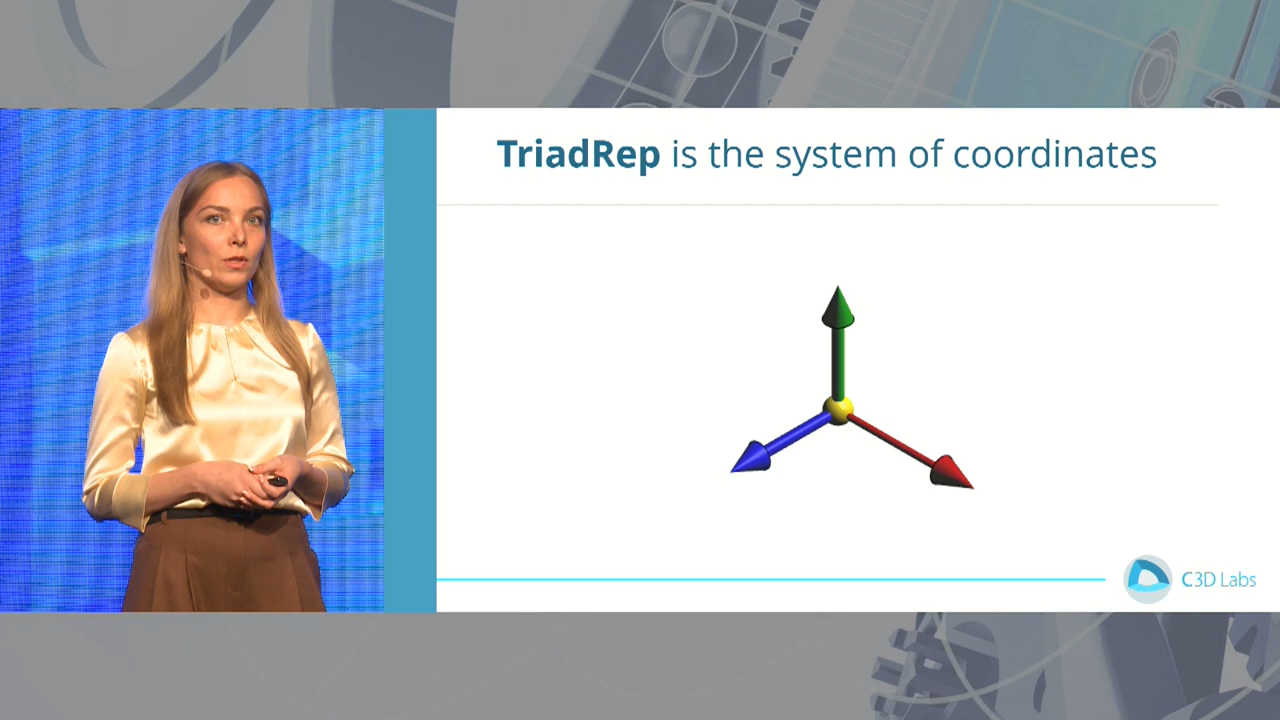 TriadRep is the system of coordinates
C3D Labs